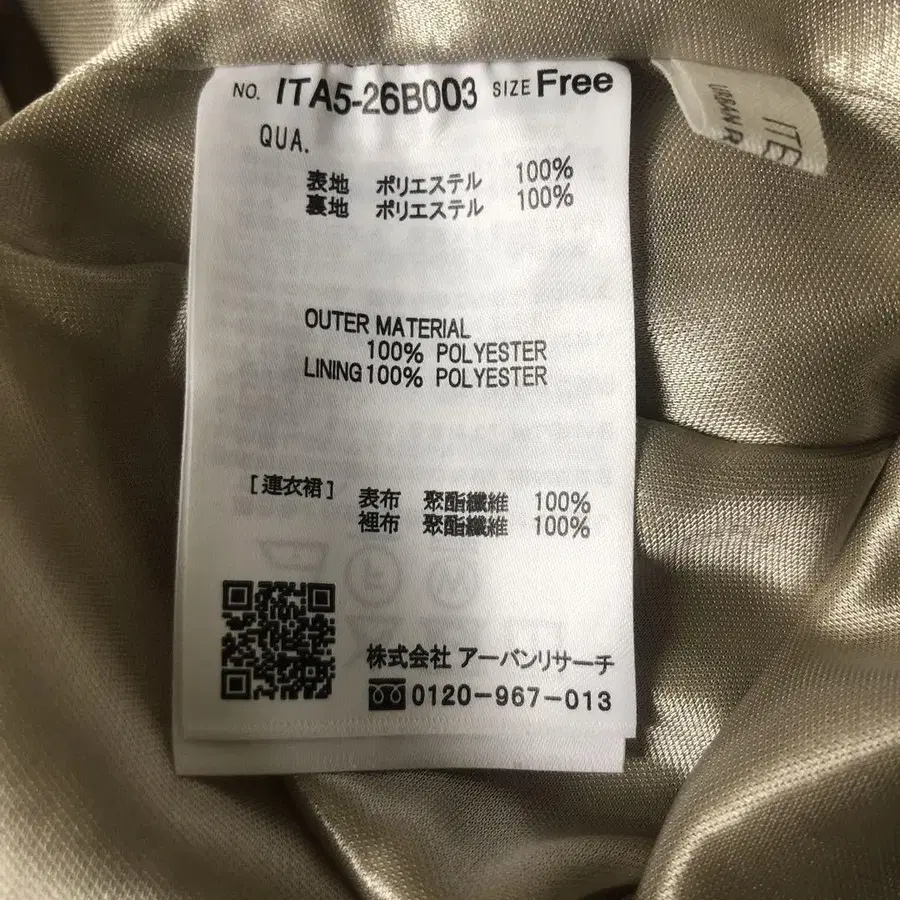 NO. ITA5-26B003 SIZE Free
QUA.
表地 ポリエステル 100%
裏地 ポリエステル 100%
OUTER MATERIAL
100% POLYESTER
LINING 100% POLYESTER
[連衣裙] 表布 聚酯纖維 100%
裡布 聚酯纖維 100%
株式会社 アーバンリサーチ
0120-967-013
URBAN R
ITE